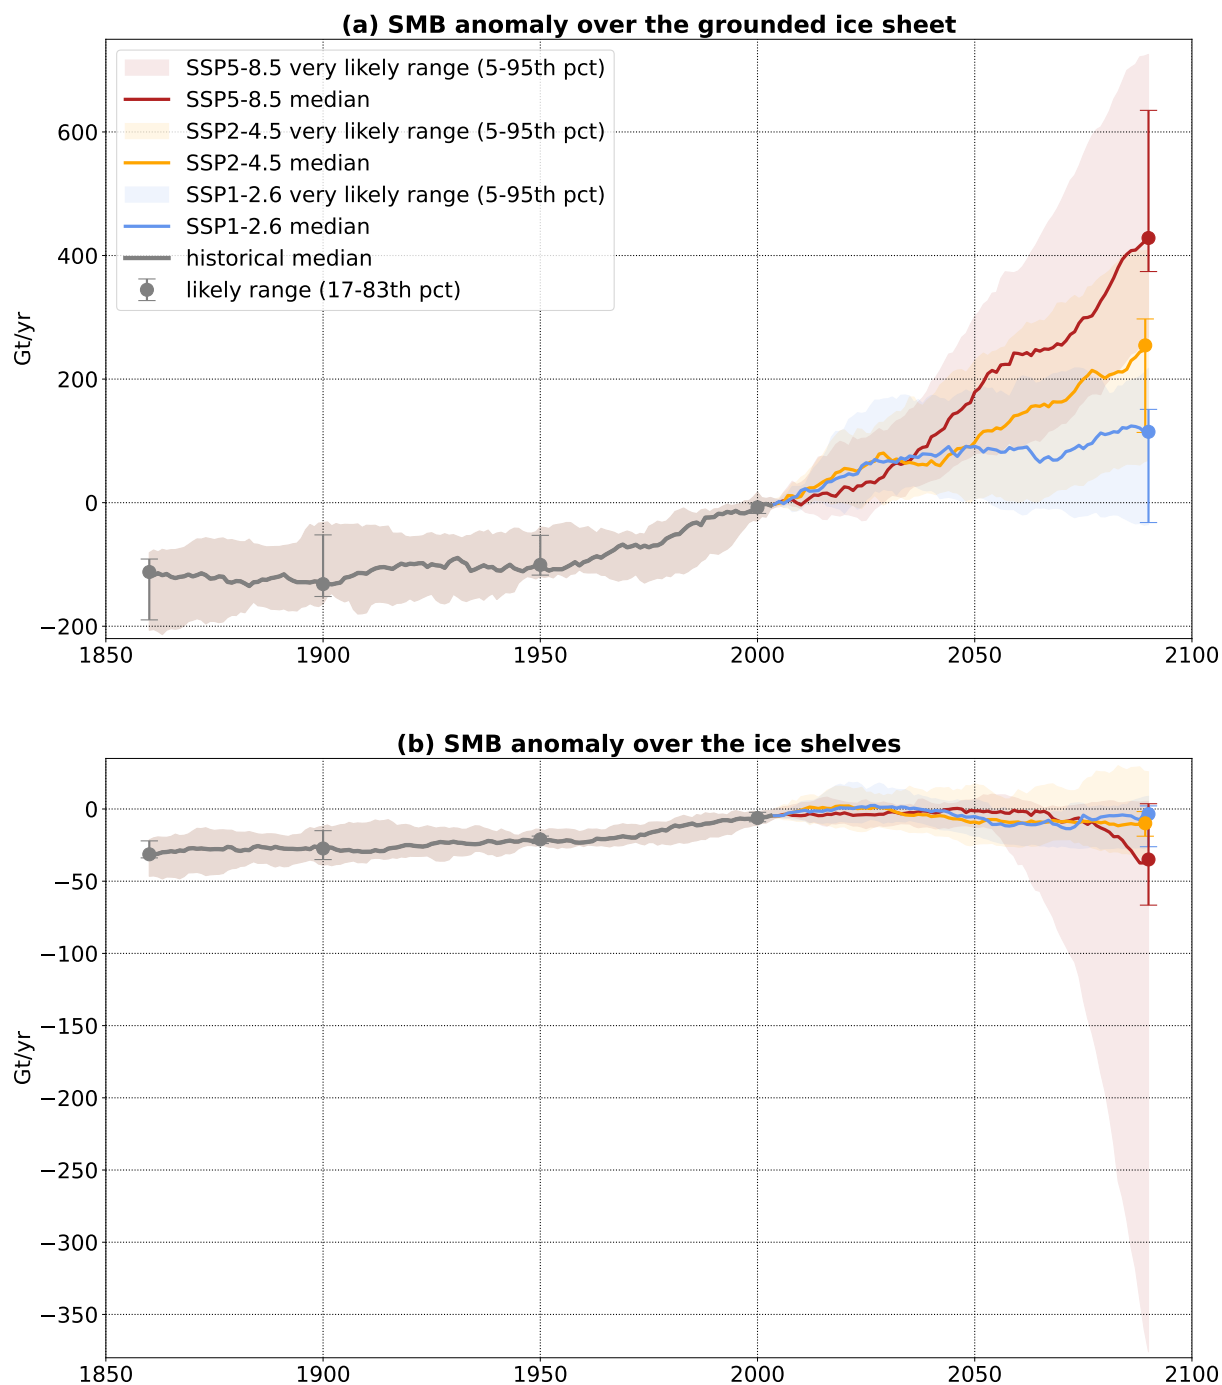 (a) SMB anomaly over the grounded ice sheet
SSP5-8.5 very likely range (5-95th pct)
SSP5-8.5 median
SSP2-4.5 very likely range (5-95th pct)
SSP2-4.5 median
SSP1-2.6 very likely range (5-95th pct)
SSP1-2.6 median
historical median
likely range (17-83th pct)
Gt/yr
600
400
200
0
−200
1850 1900 1950 2000 2050 2100
(b) SMB anomaly over the ice shelves
Gt/yr
0
−50
−100
−150
−200
−250
−300
−350
1850 1900 1950 2000 2050 2100